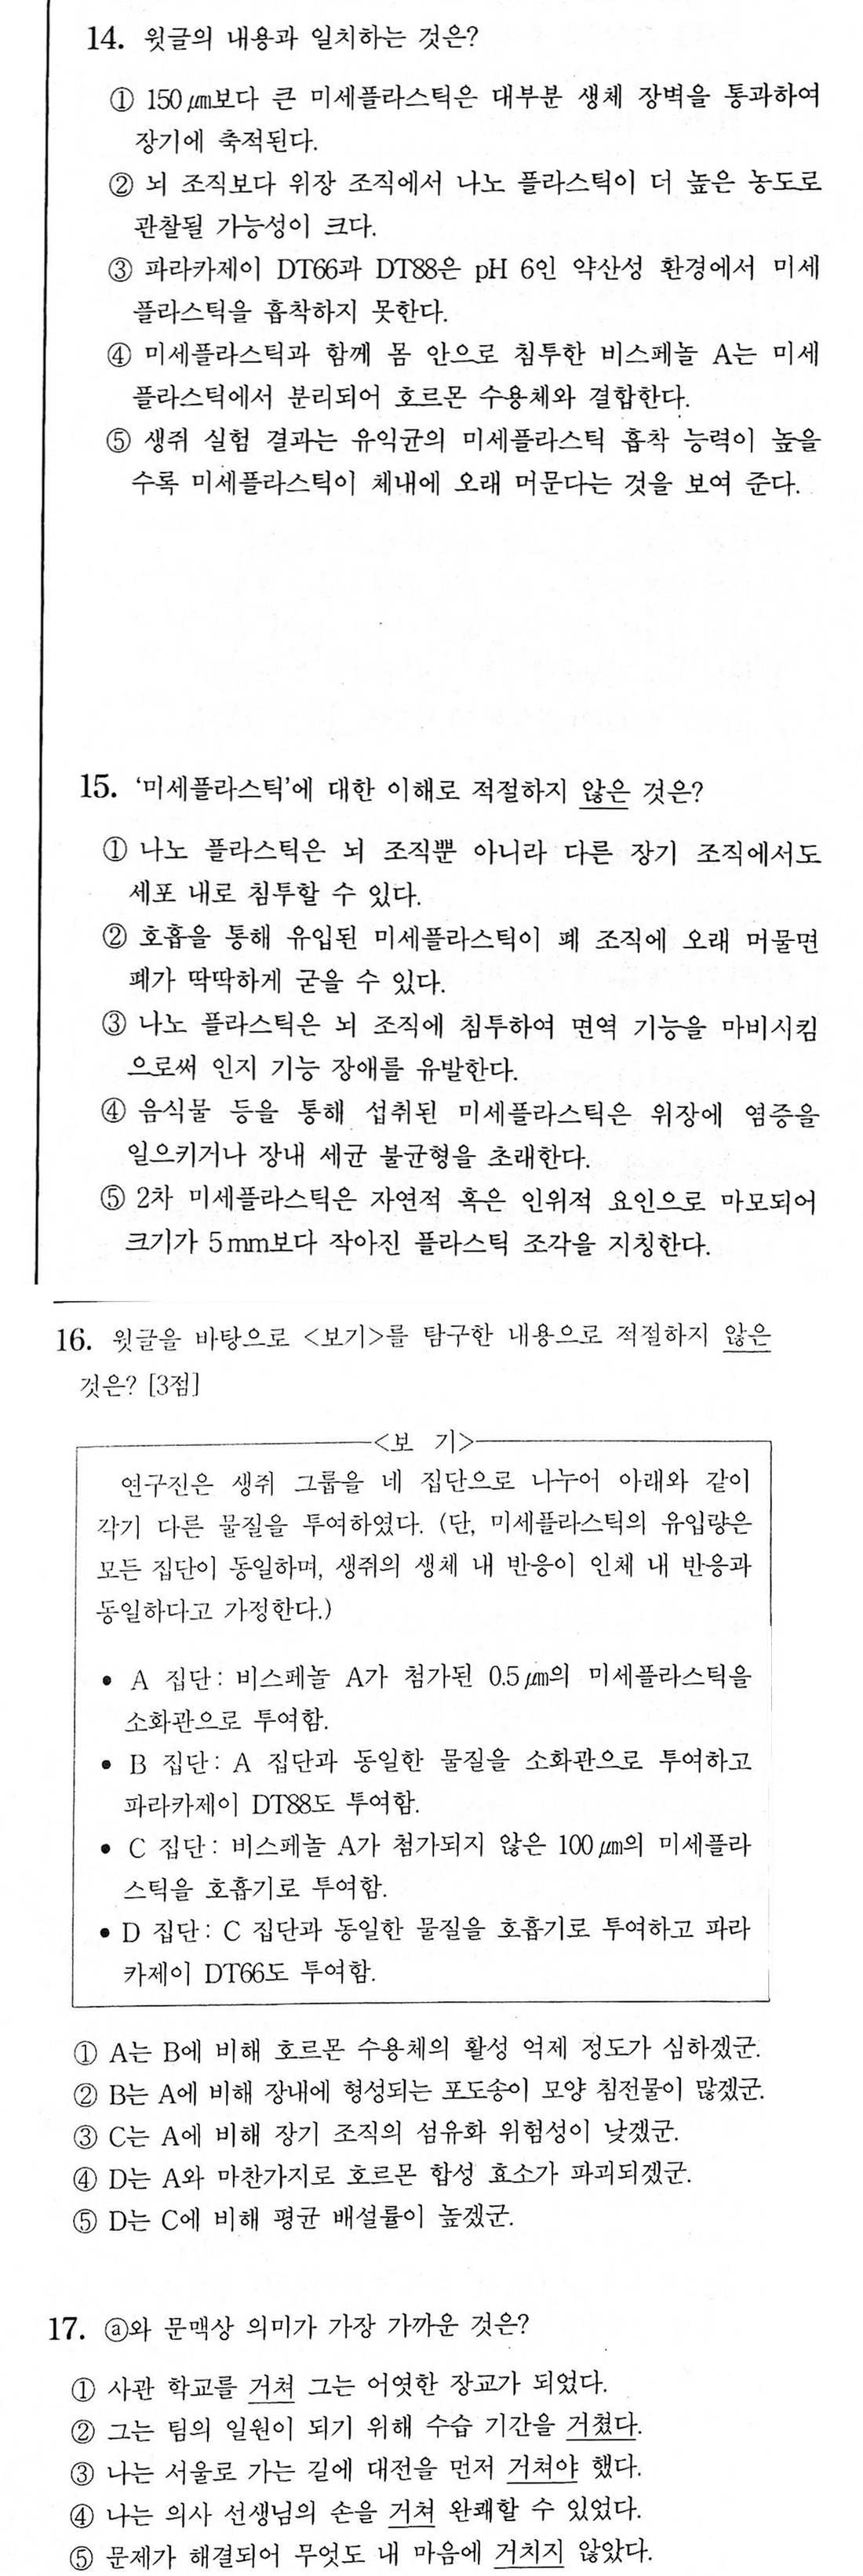 14. 윗글의 내용과 일치하는 것은?
① 150㎛보다 큰 미세플라스틱은 대부분 생체 장벽을 통과하여
장기에 축적된다.
② 뇌 조직보다 위장 조직에서 나노 플라스틱이 더 높은 농도로
관찰될 가능성이 크다.
③ 파라카제이 DT66과 DT88은 pH 6인 약산성 환경에서 미세
플라스틱을 흡착하지 못한다.
④ 미세플라스틱과 함께 몸 안으로 침투한 비스페놀 A는 미세
플라스틱에서 분리되어 호르몬 수용체와 결합한다.
⑤ 생쥐 실험 결과는 유익균의 미세플라스틱 흡착 능력이 높을
수록 미세플라스틱이 체내에 오래 머문다는 것을 보여 준다.
15. ‘미세플라스틱’에 대한 이해로 적절하지 않은 것은?
① 나노 플라스틱은 뇌 조직뿐 아니라 다른 장기 조직에서도
세포 내로 침투할 수 있다.
② 호흡을 통해 유입된 미세플라스틱이 폐 조직에 오래 머물면
폐가 딱딱하게 굳을 수 있다.
③ 나노 플라스틱은 뇌 조직에 침투하여 면역 기능을 마비시킴
으로써 인지 기능 장애를 유발한다.
④ 음식물 등을 통해 섭취된 미세플라스틱은 위장에 염증을
일으키거나 장내 세균 불균형을 초래한다.
⑤ 2차 미세플라스틱은 자연적 혹은 인위적 요인으로 마모되어
크기가 5mm보다 작아진 플라스틱 조각을 지칭한다.
16. 윗글을 바탕으로 <보기>를 탐구한 내용으로 적절하지 않은
것은? [3점]
<보 기>
연구진은 생쥐 그룹을 네 집단으로 나누어 아래와 같이
각기 다른 물질을 투여하였다. (단, 미세플라스틱의 유입량은
모든 집단이 동일하며, 생쥐의 생체 내 반응이 인체 내 반응과
동일하다고 가정한다.)
• A 집단: 비스페놀 A가 첨가된 0.5㎛의 미세플라스틱을
소화관으로 투여함.
• B 집단: A 집단과 동일한 물질을 소화관으로 투여하고
파라카제이 DT88도 투여함.
• C 집단: 비스페놀 A가 첨가되지 않은 100㎛의 미세플라
스틱을 호흡기로 투여함.
• D 집단: C 집단과 동일한 물질을 호흡기로 투여하고 파라
카제이 DT66도 투여함.
① A는 B에 비해 호르몬 수용체의 활성 억제 정도가 심하겠군.
② B는 A에 비해 장내에 형성되는 포도송이 모양 침전물이 많겠군.
③ C는 A에 비해 장기 조직의 섬유화 위험성이 낮겠군.
④ D는 A와 마찬가지로 호르몬 합성 효소가 파괴되겠군.
⑤ D는 C에 비해 평균 배설률이 높겠군.
17. ⓐ와 문맥상 의미가 가장 가까운 것은?
① 사관 학교를 거쳐 그는 어엿한 장교가 되었다.
② 그는 팀의 일원이 되기 위해 수습 기간을 거쳤다.
③ 나는 서울로 가는 길에 대전을 먼저 거쳐야 했다.
④ 나는 의사 선생님의 손을 거쳐 완쾌할 수 있었다.
⑤ 문제가 해결되어 무엇도 내 마음에 거치지 않았다.